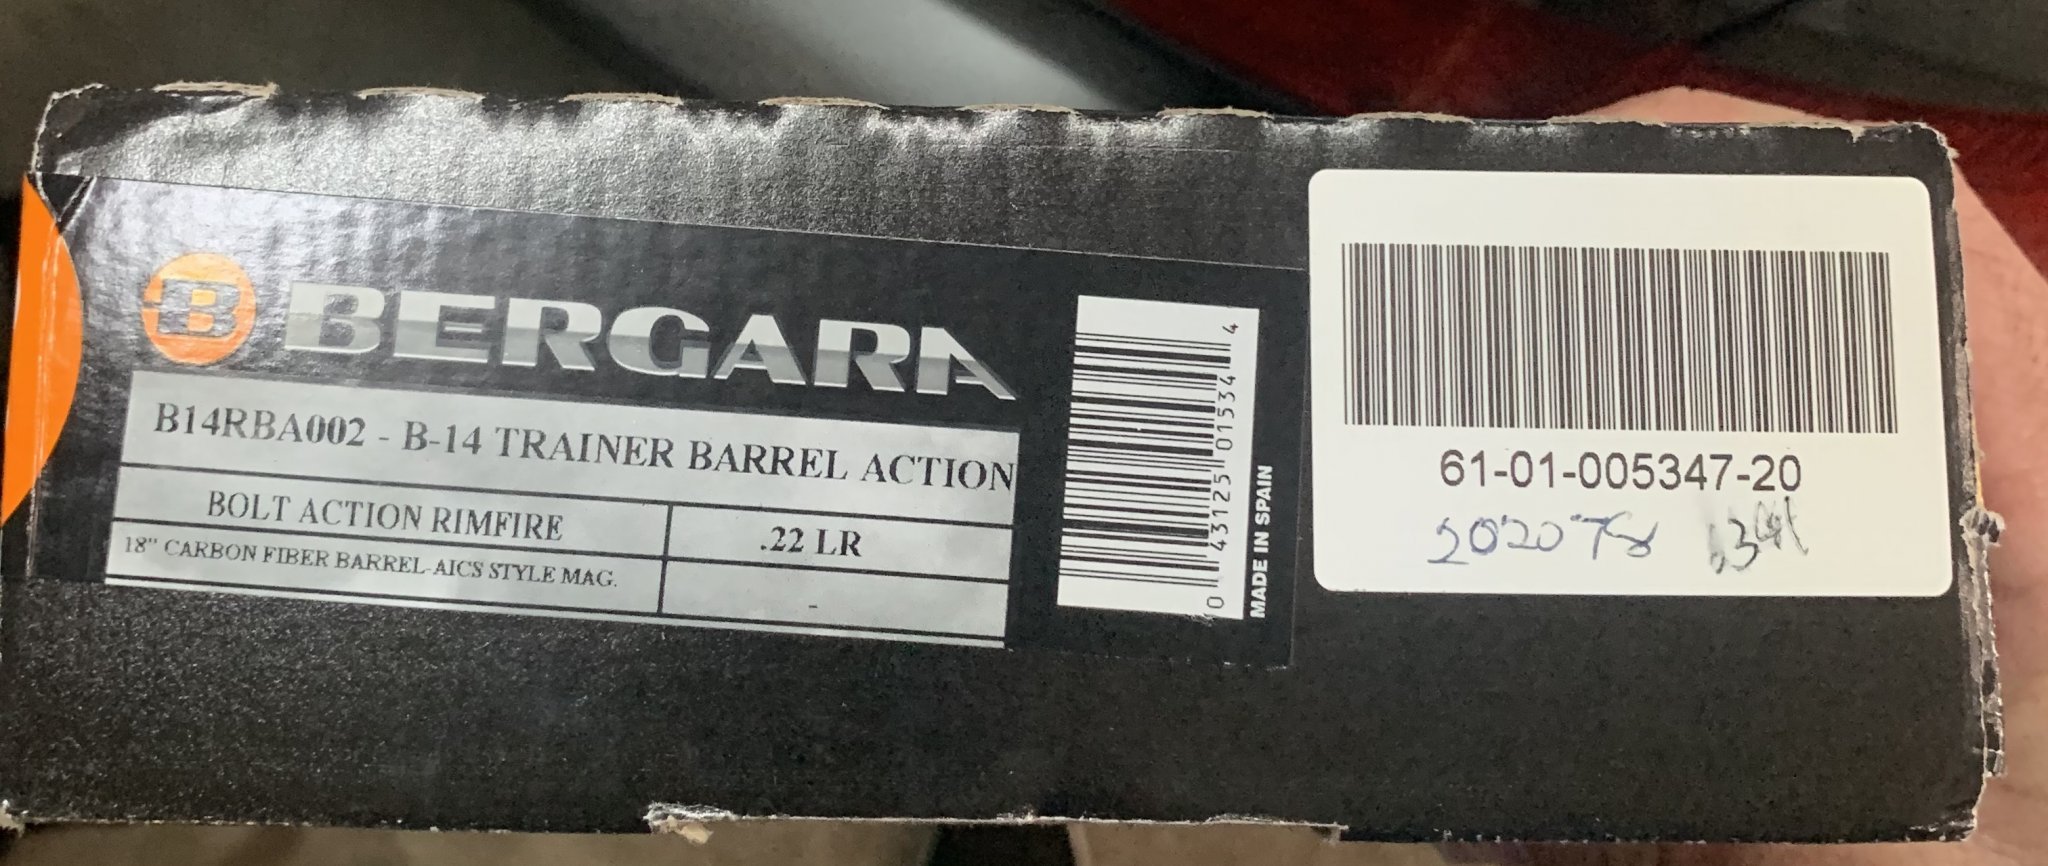 B BERGARA
B14RBA002 - B-14 TRAINER BARREL ACTION
BOLT ACTION RIMFIRE
.22 LR
18" CARBON FIBER BARREL-AICS STYLE MAG.
-
0 43125 01534 4
MADE IN SPAIN
61-01-005347-20